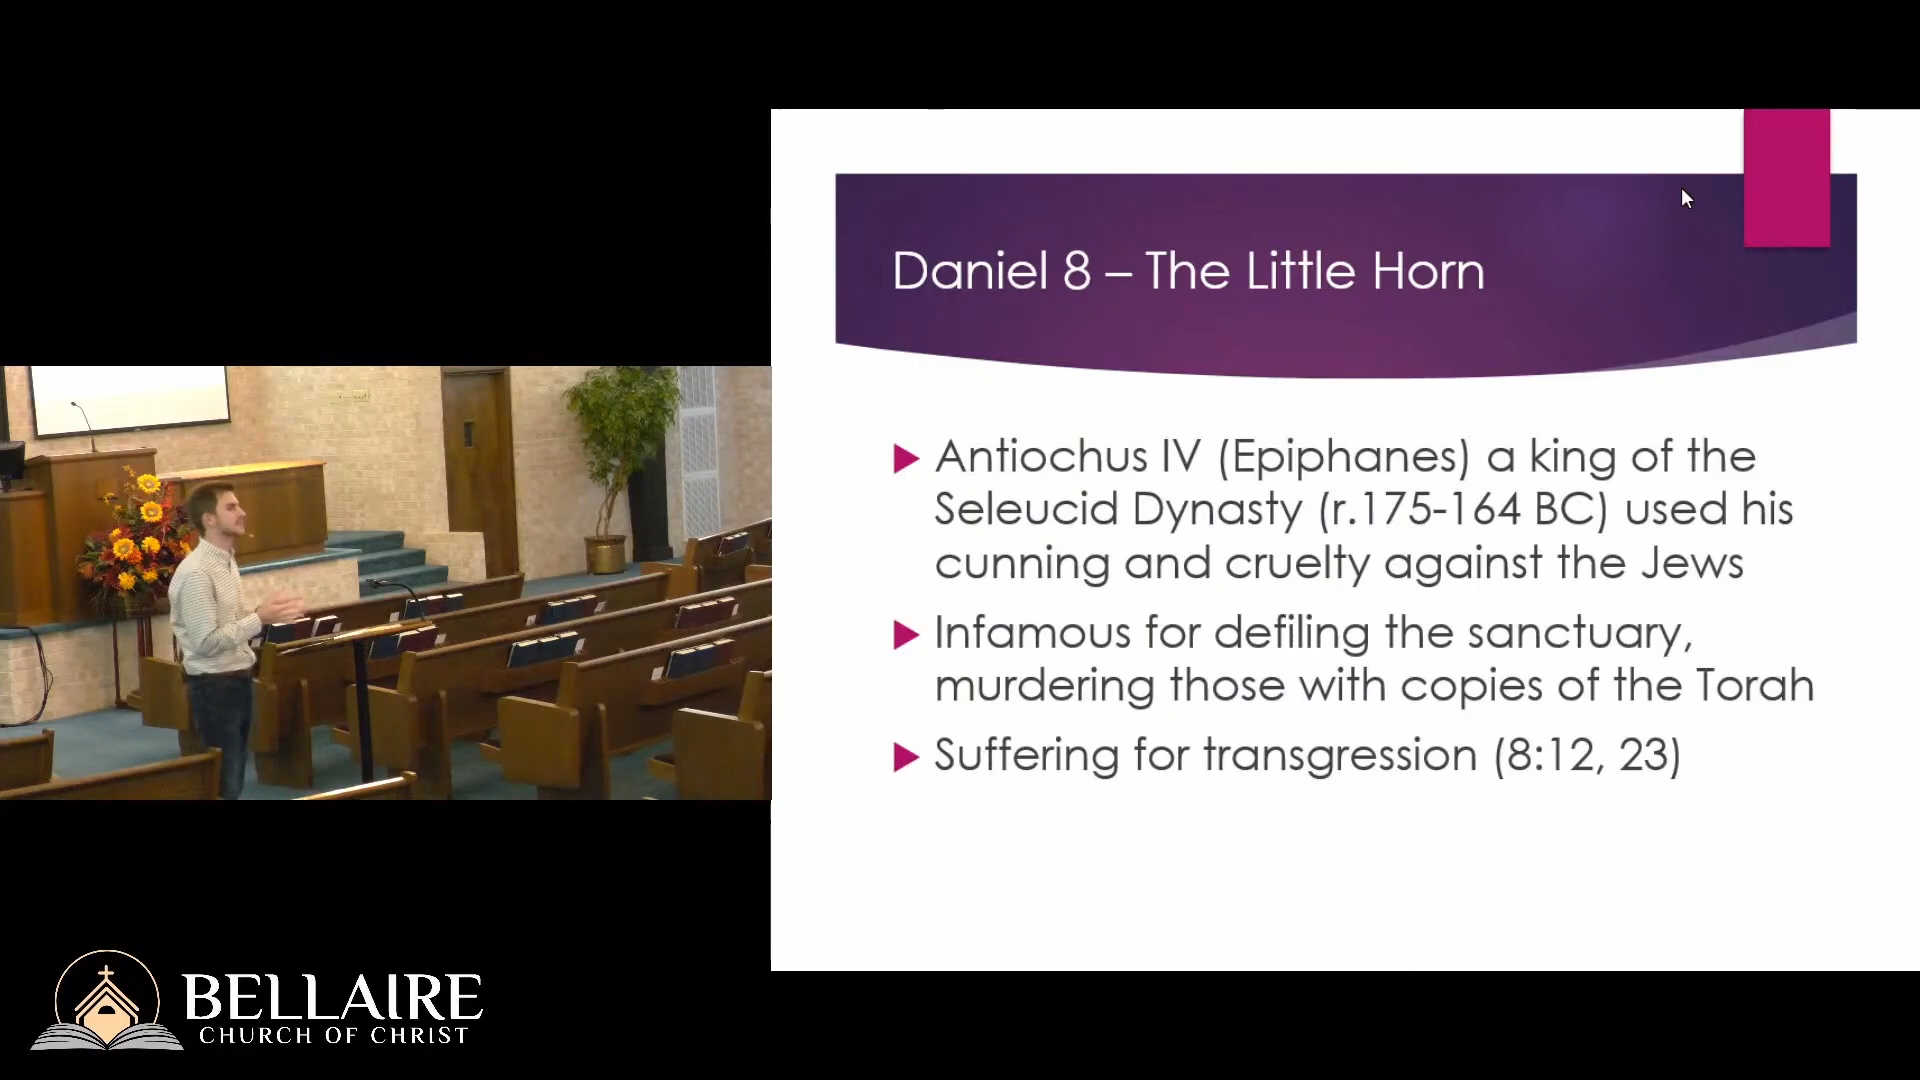 Daniel 8 – The Little Horn
Antiochus IV (Epiphanes) a king of the
Seleucid Dynasty (r.175-164 BC) used his
cunning and cruelty against the Jews
Infamous for defiling the sanctuary,
murdering those with copies of the Torah
Suffering for transgression (8:12, 23)
BELLAIRE
CHURCH OF CHRIST